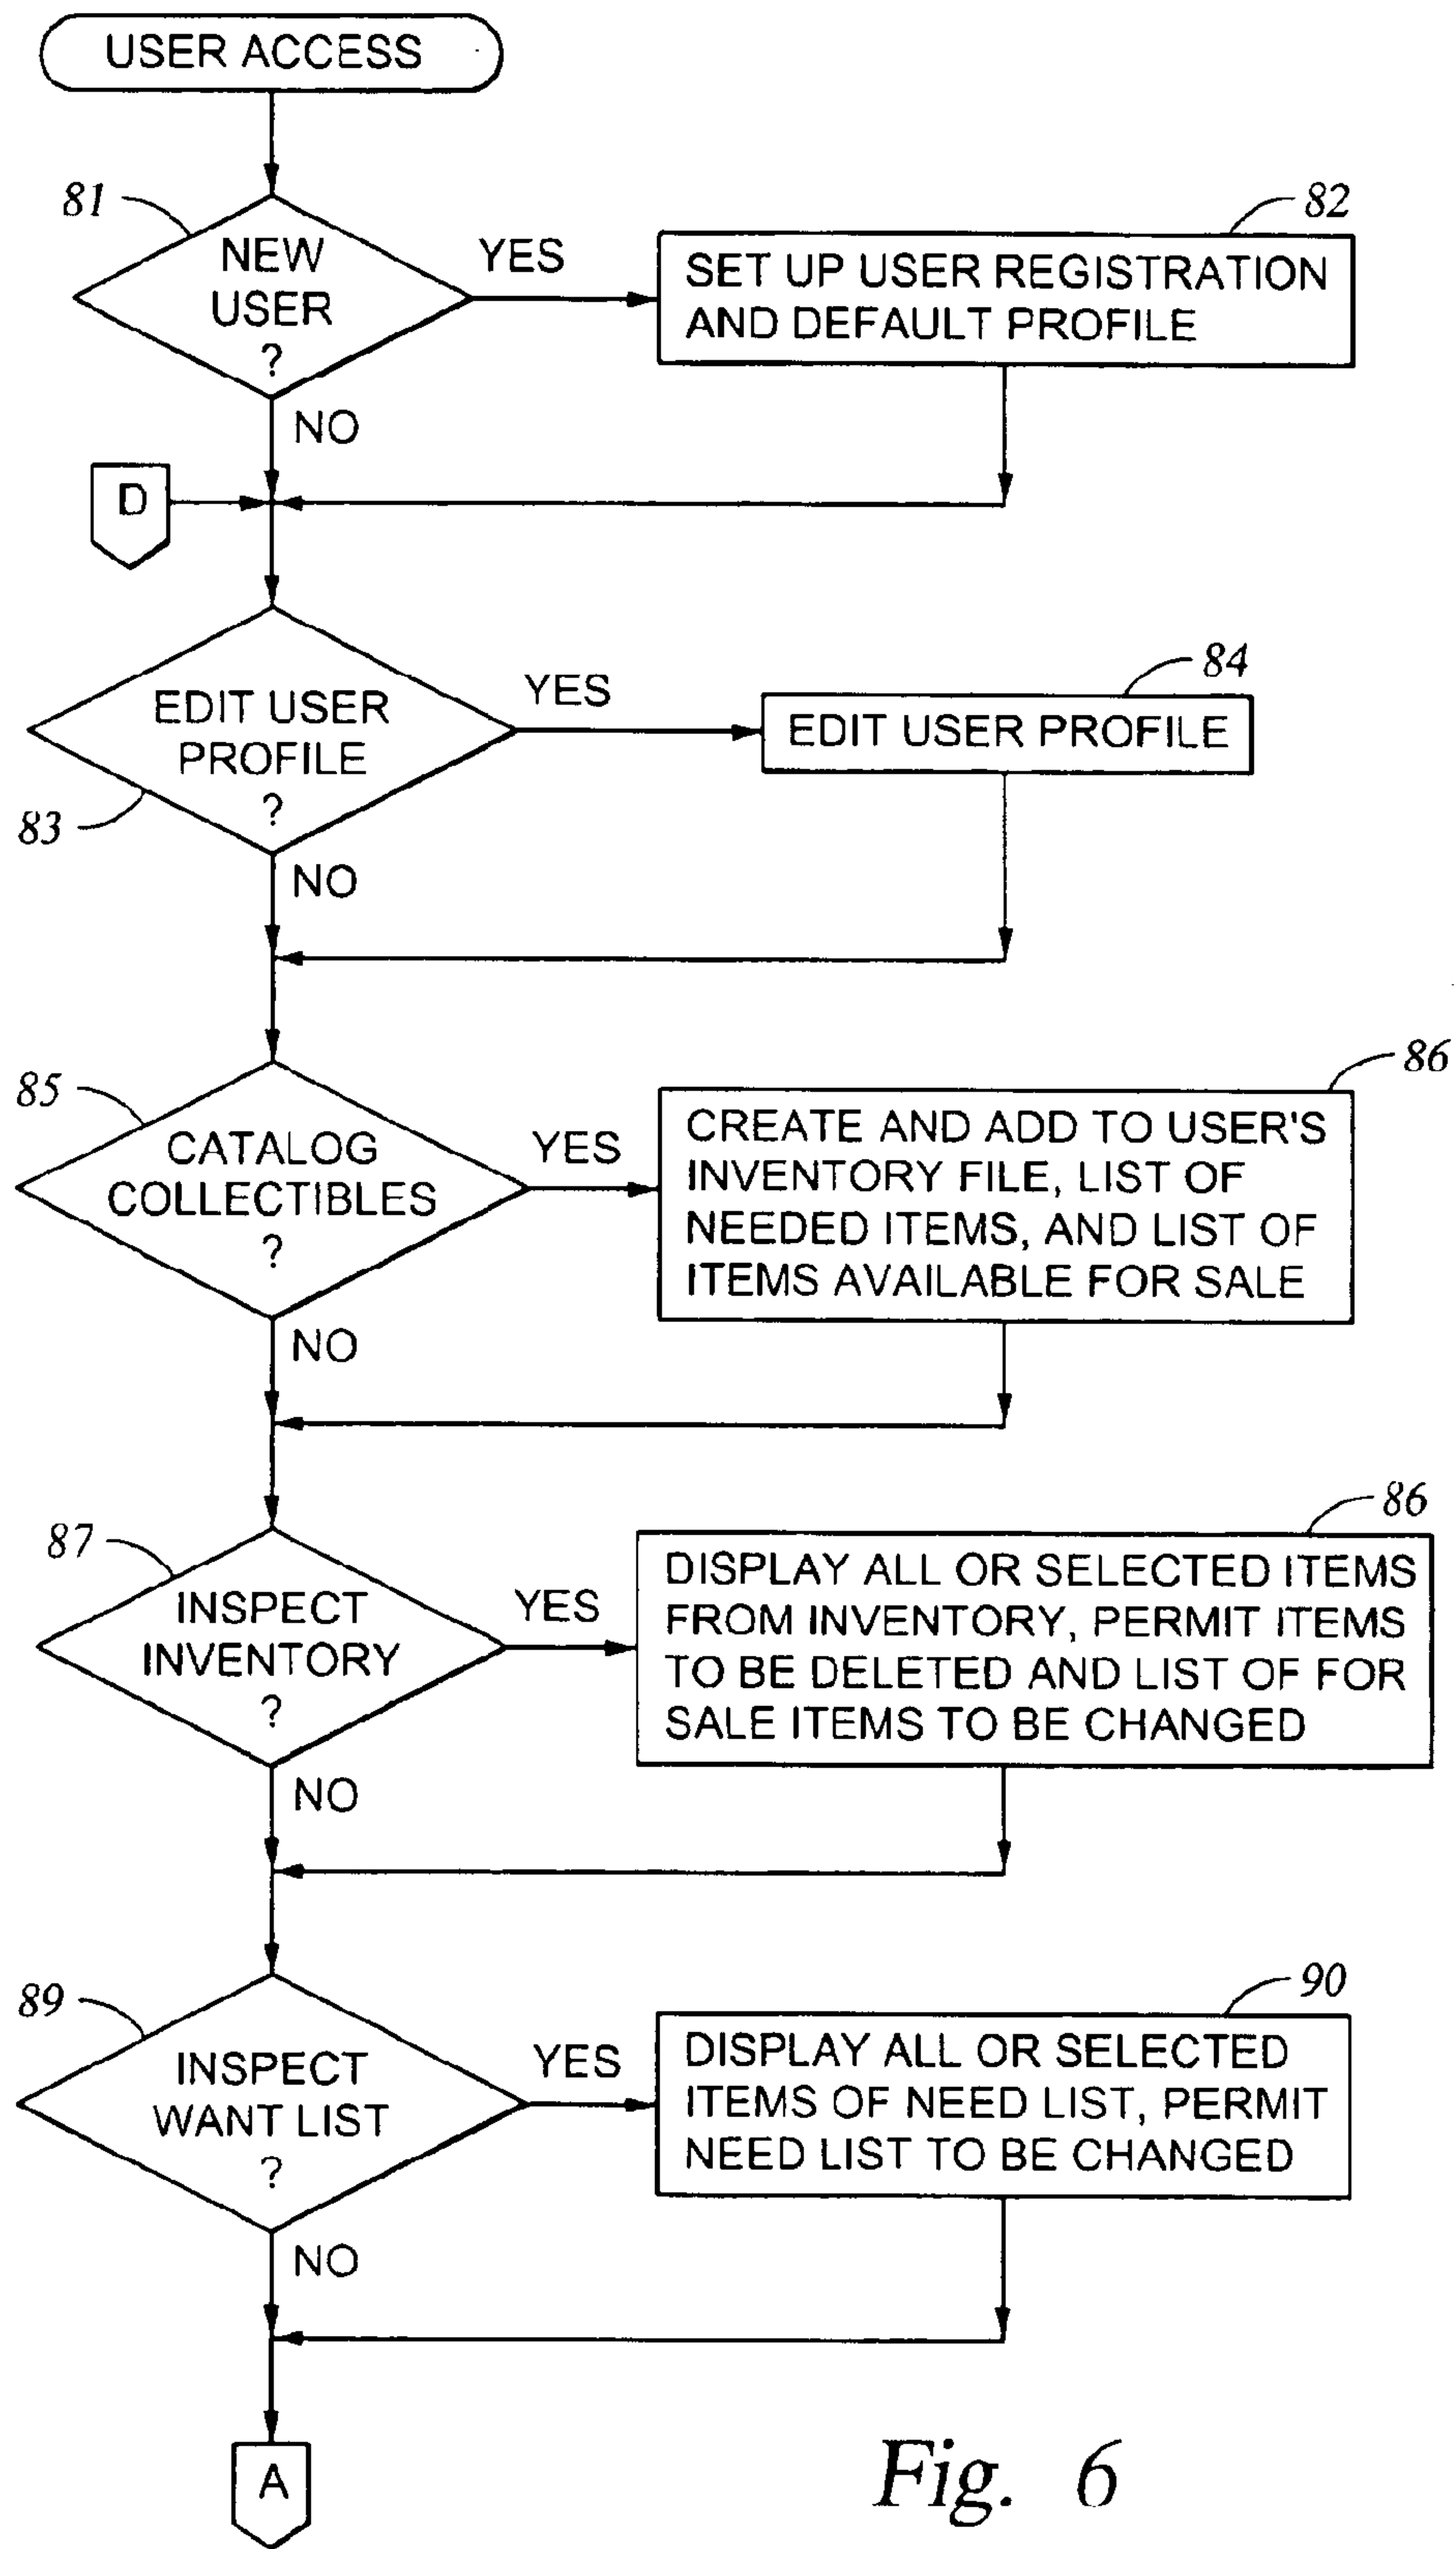 USER ACCESS
81
NEW
USER
?
YES
82
SET UP USER REGISTRATION
AND DEFAULT PROFILE
NO
D
EDIT USER
PROFILE
?
83
YES
84
EDIT USER PROFILE
NO
85
CATALOG
COLLECTIBLES
?
YES
86
CREATE AND ADD TO USER'S
INVENTORY FILE, LIST OF
NEEDED ITEMS, AND LIST OF
ITEMS AVAILABLE FOR SALE
NO
87
INSPECT
INVENTORY
?
YES
86
DISPLAY ALL OR SELECTED ITEMS
FROM INVENTORY, PERMIT ITEMS
TO BE DELETED AND LIST OF FOR
SALE ITEMS TO BE CHANGED
NO
89
INSPECT
WANT LIST
?
YES
90
DISPLAY ALL OR SELECTED
ITEMS OF NEED LIST, PERMIT
NEED LIST TO BE CHANGED
NO
A
Fig. 6